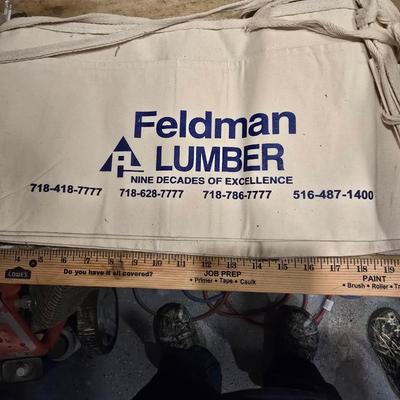 Feldman
LUMBER
NINE DECADES OF EXCELLENCE
718-418-7777 718-628-7777 718-786-7777 516-487-1400
4 5 6 7 8 9 10 11 12 13 14 15 16 17 18 19
LOWE'S Do you have it all covered? JOB PREP PAINT
• Primer • Tape • Caulk • Brush • Roller